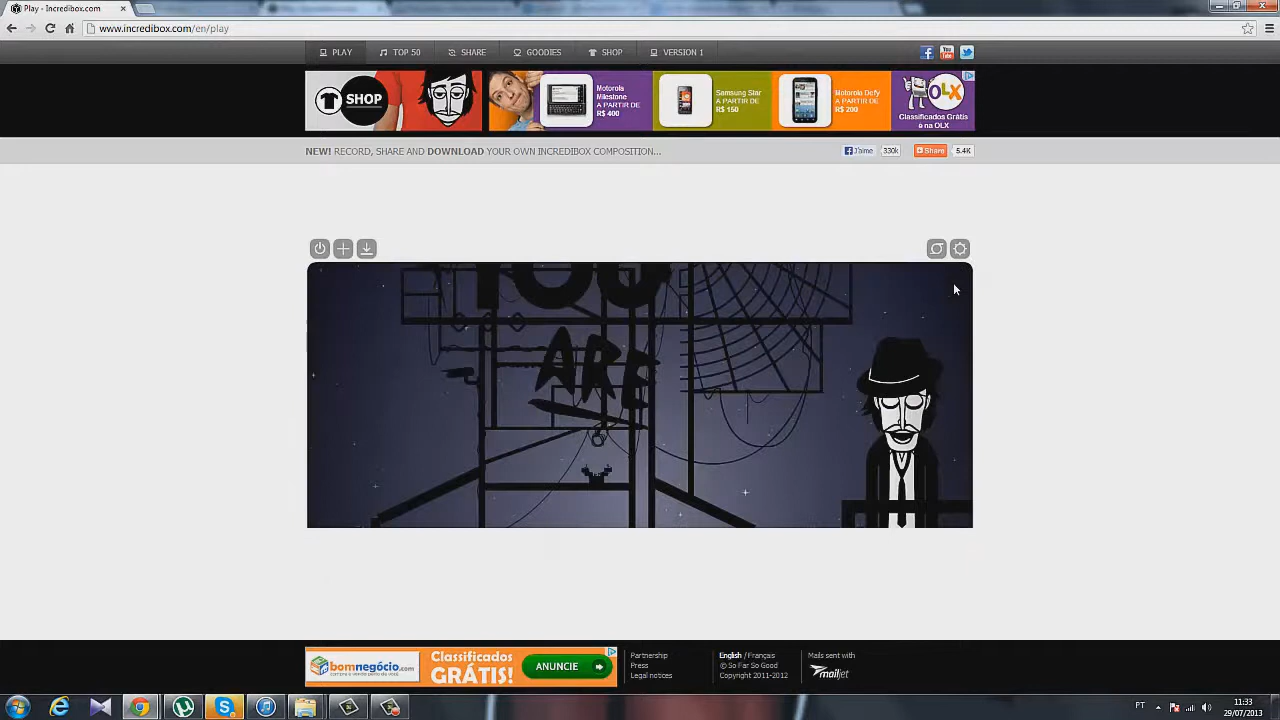 Play - Incredibox.com
www.incredibox.com/en/play
PLAY TOP 50 SHARE GOODIES SHOP VERSION 1
SHOP
Motorola
Milestone
A PARTIR DE
R$ 400
Samsung Star
A PARTIR DE
R$ 150
Motorola Defy
A PARTIR DE
R$ 200
OLX
Classificados Grátis
é na OLX
NEW! RECORD, SHARE AND DOWNLOAD YOUR OWN INCREDIBOX COMPOSITION...
J'aime 330k Share 5.4K
YOU
ARE
bomnegócio.com
Classificados
GRÁTIS!
ANUNCIE
Partnership
Press
Legal notices
English / Français
© So Far So Good
Copyright 2011-2012
Mails sent with
mailjet
PT
11:33
29/07/2013